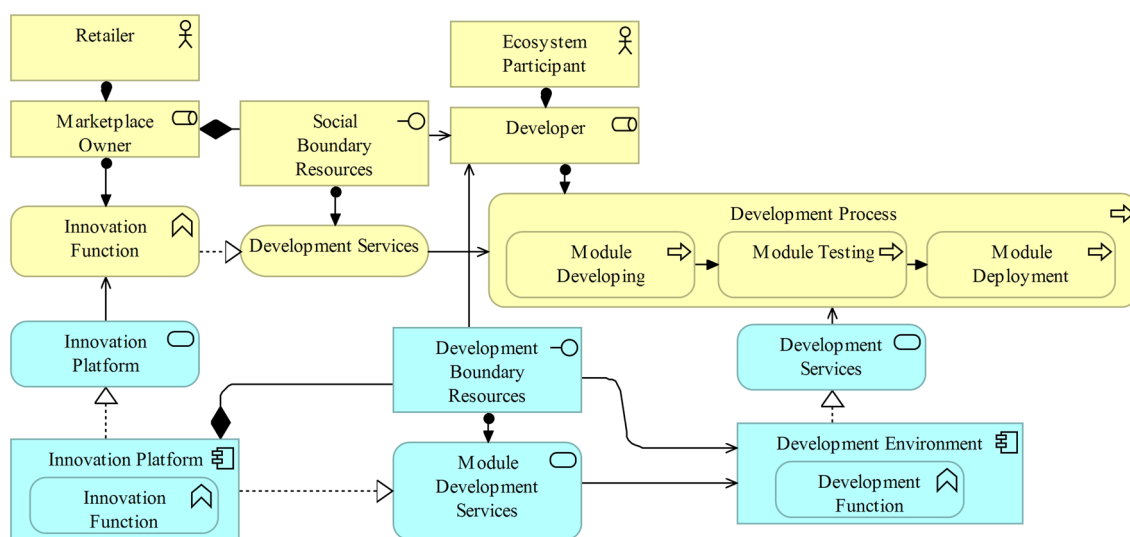 Retailer
Ecosystem
Participant
Marketplace
Owner
Social
Boundary
Resources
Developer
Innovation
Function
Development Services
Development Process
Module
Developing
Module Testing
Module
Deployment
Innovation
Platform
Development
Boundary
Resources
Development
Services
Innovation Platform
Innovation
Function
Module
Development
Services
Development Environment
Development
Function